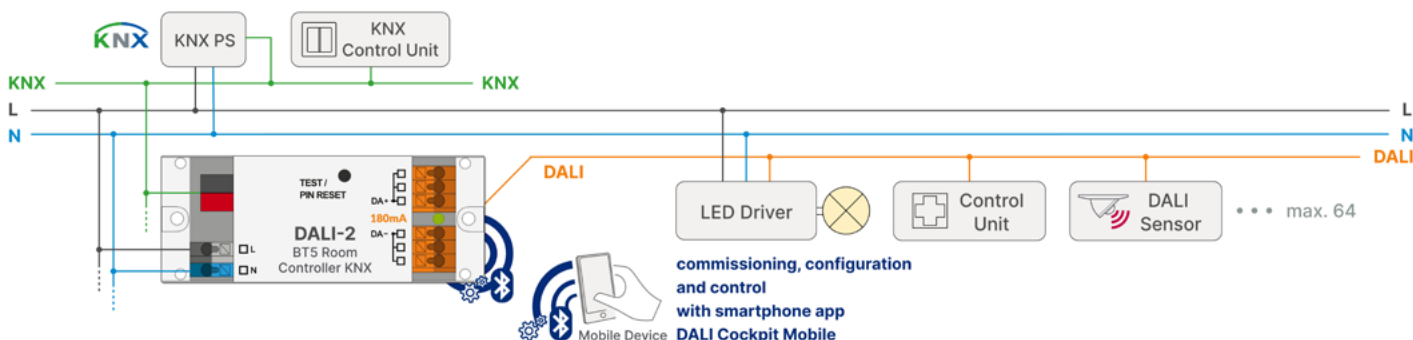 KNX
KNX PS
KNX
Control Unit
KNX
KNX
L
L
N
N
DALI
DALI
TEST /
PIN RESET
DA+
180mA
DA-
DALI-2
BT5 Room
Controller KNX
L
N
LED Driver
Control
Unit
DALI
Sensor
••• max. 64
Mobile Device
commissioning, configuration
and control
with smartphone app
DALI Cockpit Mobile